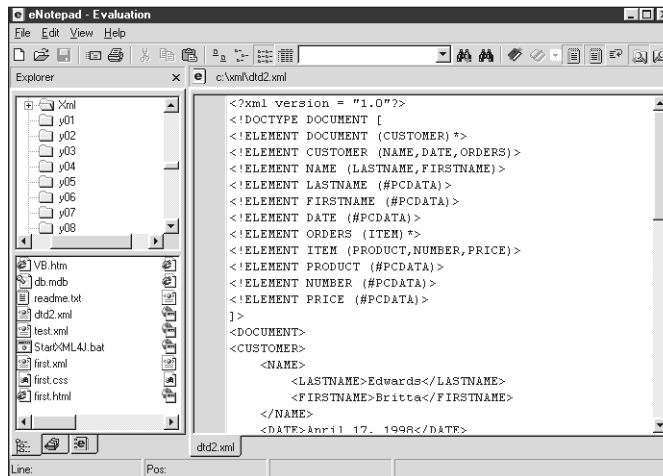 eNotepad - Evaluation
File Edit View Help
Explorer
c:\xml\dtd2.xml
Xml
y01
y02
y03
y04
y05
y06
y07
y08
VB.htm
db.mdb
readme.txt
dtd2.xml
test.xml
StartXML4J.bat
first.xml
first.css
first.html
<?xml version = "1.0"?>
<!DOCTYPE DOCUMENT [
<!ELEMENT DOCUMENT (CUSTOMER)*>
<!ELEMENT CUSTOMER (NAME,DATE,ORDERS)>
<!ELEMENT NAME (LASTNAME,FIRSTNAME)>
<!ELEMENT LASTNAME (#PCDATA)>
<!ELEMENT FIRSTNAME (#PCDATA)>
<!ELEMENT DATE (#PCDATA)>
<!ELEMENT ORDERS (ITEM)*>
<!ELEMENT ITEM (PRODUCT,NUMBER,PRICE)>
<!ELEMENT PRODUCT (#PCDATA)>
<!ELEMENT NUMBER (#PCDATA)>
<!ELEMENT PRICE (#PCDATA)>
]>
<DOCUMENT>
<CUSTOMER>
<NAME>
<LASTNAME>Edwards</LASTNAME>
<FIRSTNAME>Britta</FIRSTNAME>
</NAME>
<DATE>April 17, 1998</DATE>
dtd2.xml
Line: Pos: